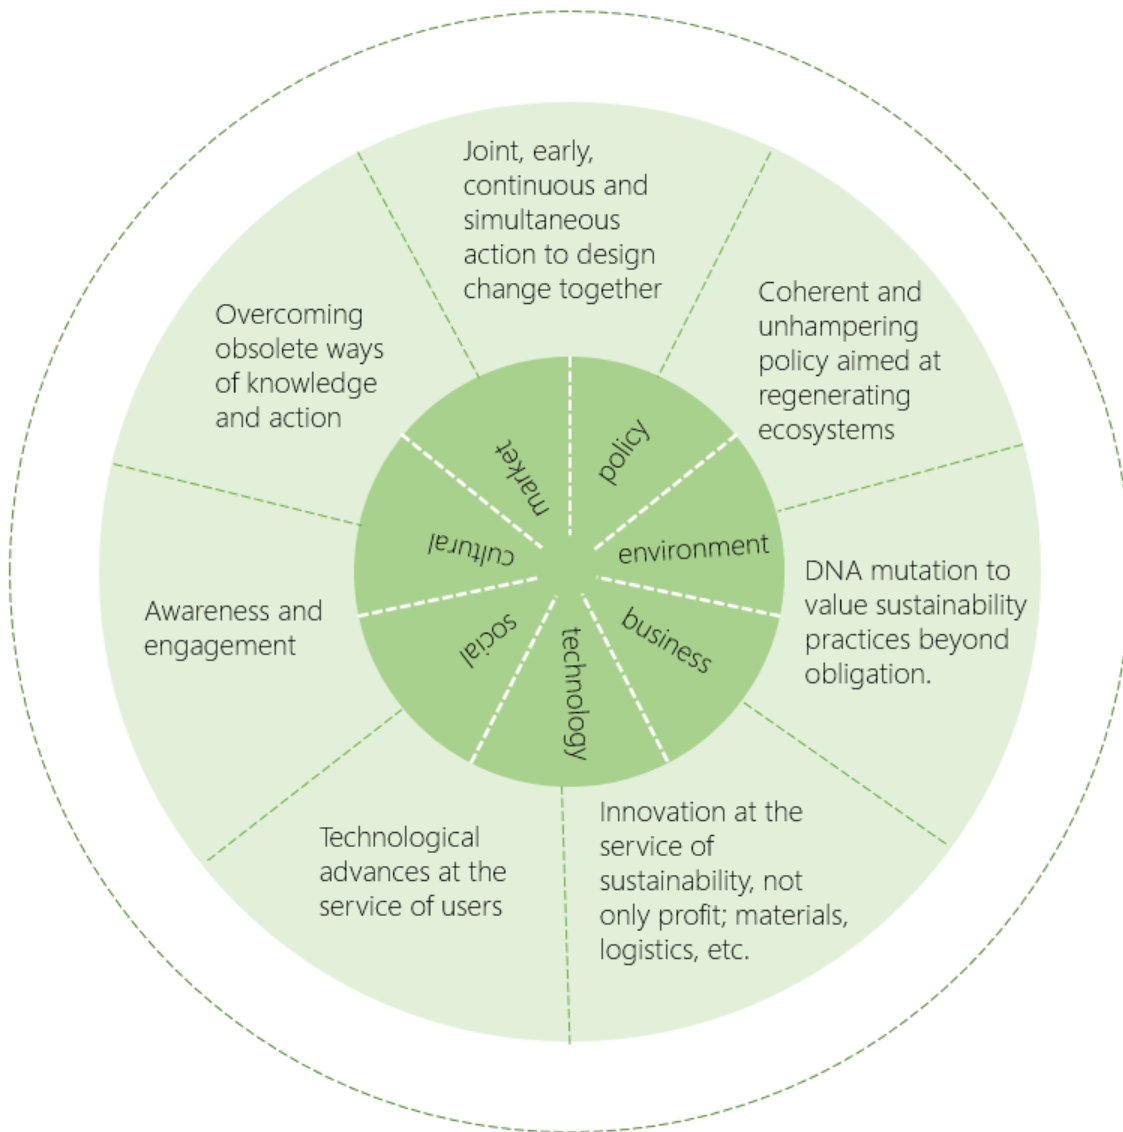 Joint, early,
continuous and
simultaneous
action to design
change together
Coherent and
unhampering
policy aimed at
regenerating
ecosystems
DNA mutation to
value sustainability
practices beyond
obligation.
Innovation at the
service of
sustainability, not
only profit; materials,
logistics, etc.
Technological
advances at the
service of users
Awareness and
engagement
Overcoming
obsolete ways
of knowledge
and action
policy
environment
business
technology
social
cultural
market